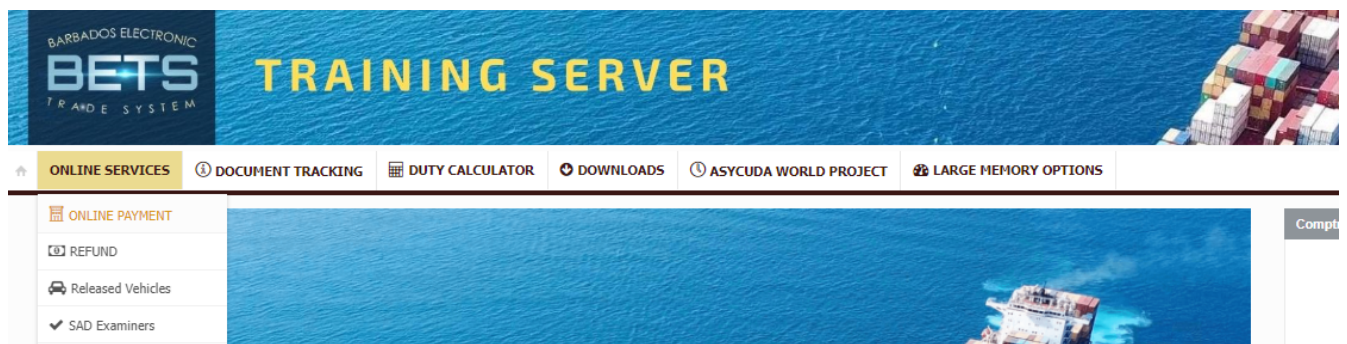 BARBADOS ELECTRONIC
BETS
TRADE SYSTEM
TRAINING SERVER
ONLINE SERVICES DOCUMENT TRACKING DUTY CALCULATOR DOWNLOADS ASYCUDA WORLD PROJECT LARGE MEMORY OPTIONS
ONLINE PAYMENT
Compt
REFUND
Released Vehicles
SAD Examiners